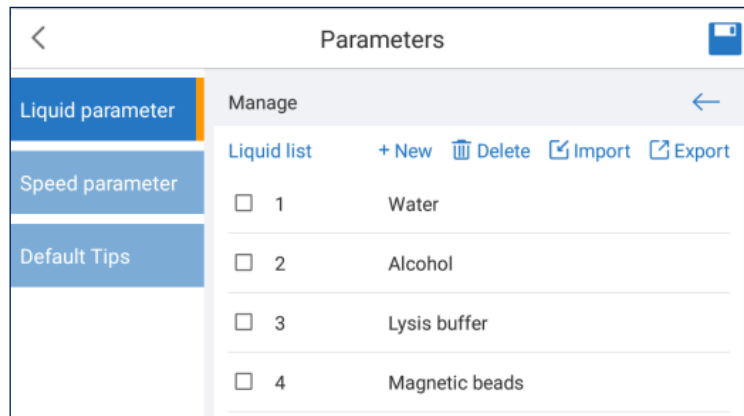 Parameters
Liquid parameter
Speed parameter
Default Tips
Manage
Liquid list + New Delete Import Export
1 Water
2 Alcohol
3 Lysis buffer
4 Magnetic beads